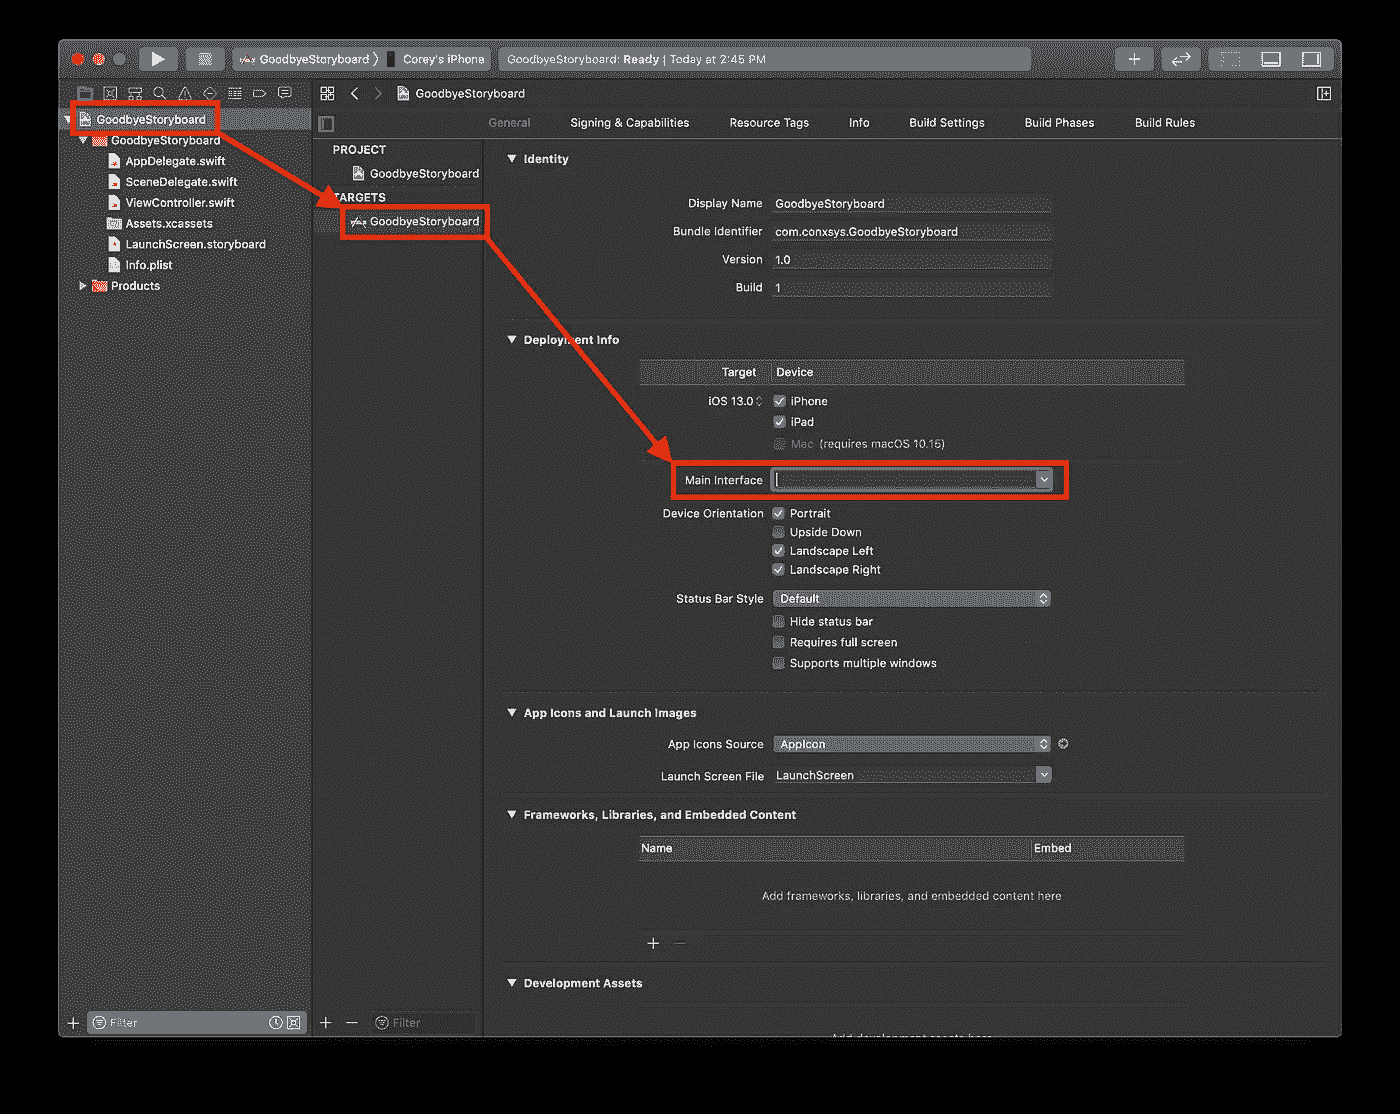 GoodbyeStoryboard 〉 Corey's iPhone
GoodbyeStoryboard: Ready | Today at 2:45 PM
GoodbyeStoryboard
GoodbyeStoryboard
AppDelegate.swift
SceneDelegate.swift
ViewController.swift
Assets.xcassets
LaunchScreen.storyboard
Info.plist
Products
Filter
GoodbyeStoryboard
General Signing & Capabilities Resource Tags Info Build Settings Build Phases Build Rules
PROJECT
GoodbyeStoryboard
TARGETS
GoodbyeStoryboard
Filter
Identity
Display Name GoodbyeStoryboard
Bundle Identifier com.conxsys.GoodbyeStoryboard
Version 1.0
Build 1
Deployment Info
Target Device
iOS 13.0 iPhone
iPad
Mac (requires macOS 10.15)
Main Interface
Device Orientation Portrait
Upside Down
Landscape Left
Landscape Right
Status Bar Style Default
Hide status bar
Requires full screen
Supports multiple windows
App Icons and Launch Images
App Icons Source AppIcon
Launch Screen File LaunchScreen
Frameworks, Libraries, and Embedded Content
Name Embed
Add frameworks, libraries, and embedded content here
Development Assets
Add development assets here